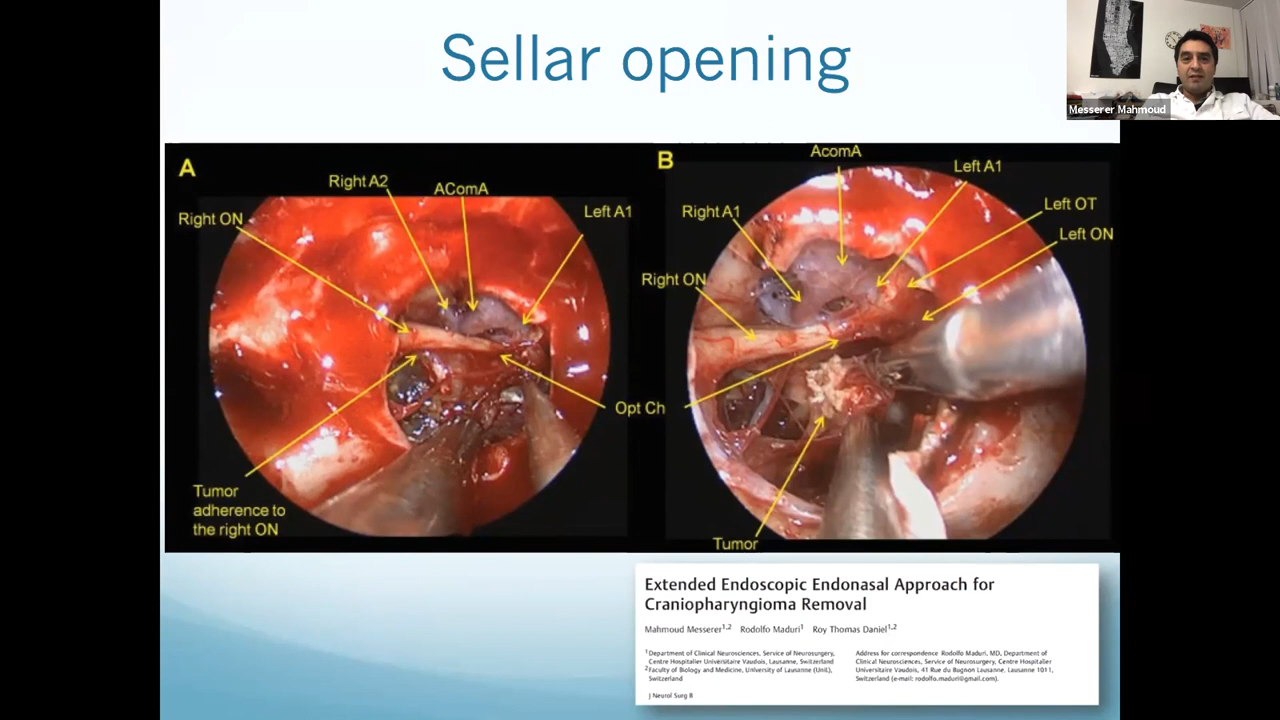 Sellar opening
Messerer Mahmoud
A
Right A2
AComA
Right ON
Left A1
Opt Ch
Tumor
adherence to
the right ON
B
AcomA
Left A1
Right A1
Left OT
Left ON
Right ON
Tumor
Extended Endoscopic Endonasal Approach for
Craniopharyngioma Removal
Mahmoud Messerer1,2 Rodolfo Maduri1 Roy Thomas Daniel1,2
1Department of Clinical Neurosciences, Service of Neurosurgery,
Centre Hospitalier Universitaire Vaudois, Lausanne, Switzerland
2Faculty of Biology and Medicine, University of Lausanne (UniL),
Switzerland
Address for correspondence Rodolfo Maduri, MD, Department of
Clinical Neurosciences, Service of Neurosurgery, Centre Hospitalier
Universitaire Vaudois, 41 Rue du Bugnon Lausanne, Lausanne 1011,
Switzerland (e-mail: rodolfo.maduri@gmail.com).
J Neurol Surg B